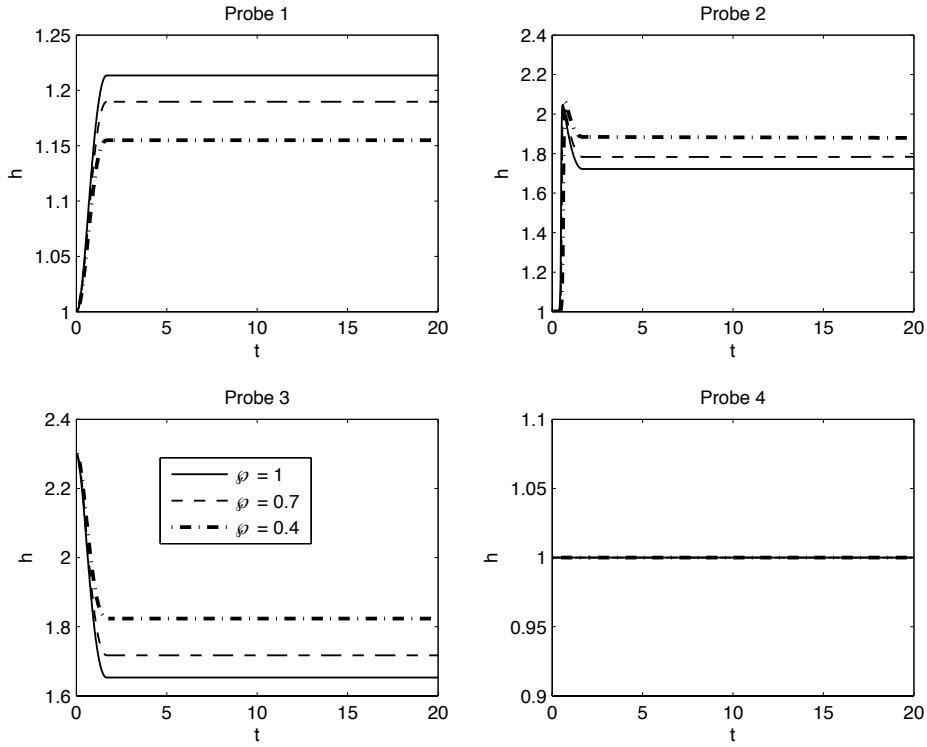 Probe 1
1.25
1.2
1.15
1.1
1.05
1
h
0 5 10 15 20
t
Probe 2
2.4
2.2
2
1.8
1.6
1.4
1.2
1
h
0 5 10 15 20
t
Probe 3
2.4
2.2
2
1.8
1.6
h
℘ = 1
℘ = 0.7
℘ = 0.4
0 5 10 15 20
t
Probe 4
1.1
1.05
1
0.95
0.9
h
0 5 10 15 20
t